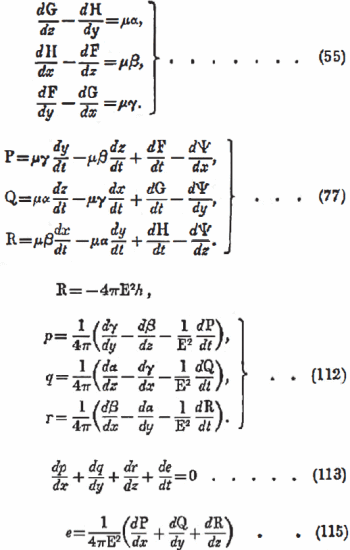 dG/dz − dH/dy = μα,
dH/dx − dF/dz = μβ, } . . . . . . . (55)
dF/dy − dG/dx = μγ.
P = μγ dy/dt − μβ dz/dt + dF/dt − dΨ/dx,
Q = μα dz/dt − μγ dx/dt + dG/dt − dΨ/dy, } . . . (77)
R = μβ dx/dt − μα dy/dt + dH/dt − dΨ/dz.
R = −4πE²h,
p = 1/4π (dγ/dy − dβ/dz − 1/E² dP/dt),
q = 1/4π (dα/dz − dγ/dx − 1/E² dQ/dt), } . . (112)
r = 1/4π (dβ/dx − dα/dy − 1/E² dR/dt).
dp/dx + dq/dy + dr/dz + de/dt = 0 . . . . . (113)
e = 1/4πE² (dP/dx + dQ/dy + dR/dz) . . (115)